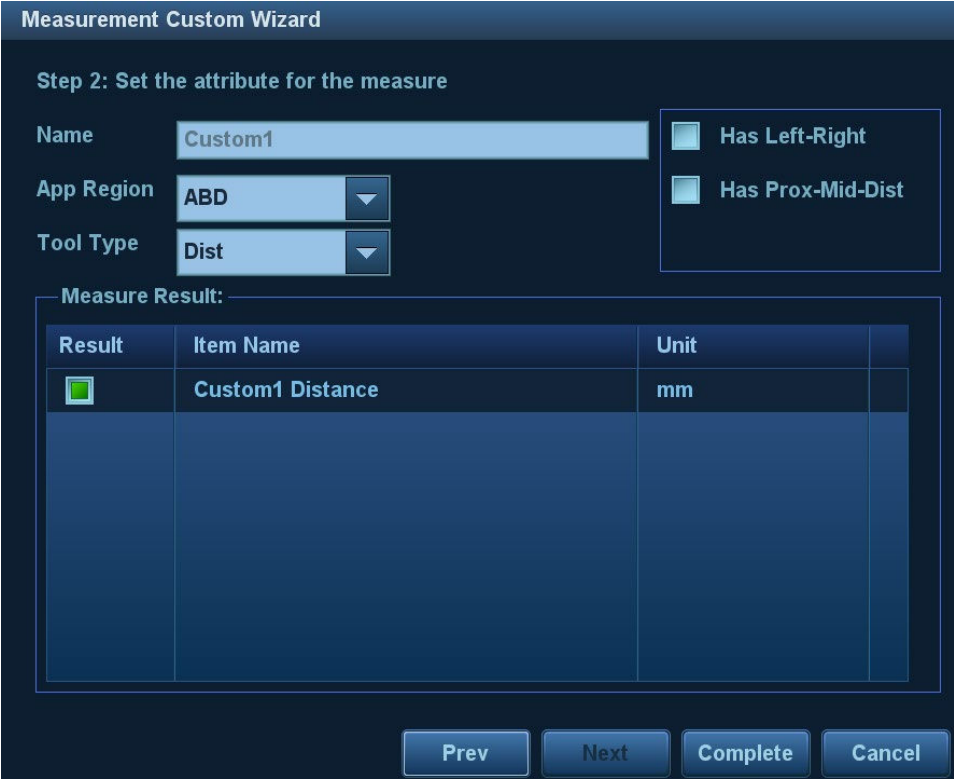 Measurement Custom Wizard
Step 2: Set the attribute for the measure
Name
Custom1
Has Left-Right
App Region
ABD
Has Prox-Mid-Dist
Tool Type
Dist
Measure Result:
Result Item Name Unit
Custom1 Distance mm
Prev Next Complete Cancel